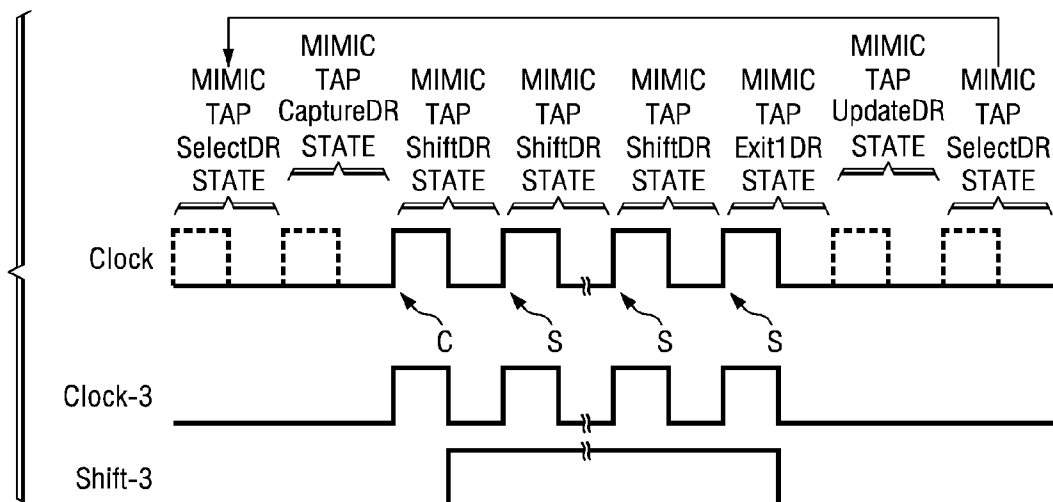 MIMIC
TAP
SelectDR
STATE
MIMIC
TAP
CaptureDR
STATE
MIMIC
TAP
ShiftDR
STATE
MIMIC
TAP
ShiftDR
STATE
MIMIC
TAP
ShiftDR
STATE
MIMIC
TAP
Exit1DR
STATE
MIMIC
TAP
UpdateDR
STATE
MIMIC
TAP
SelectDR
STATE
Clock
C
S
S
S
Clock-3
Shift-3